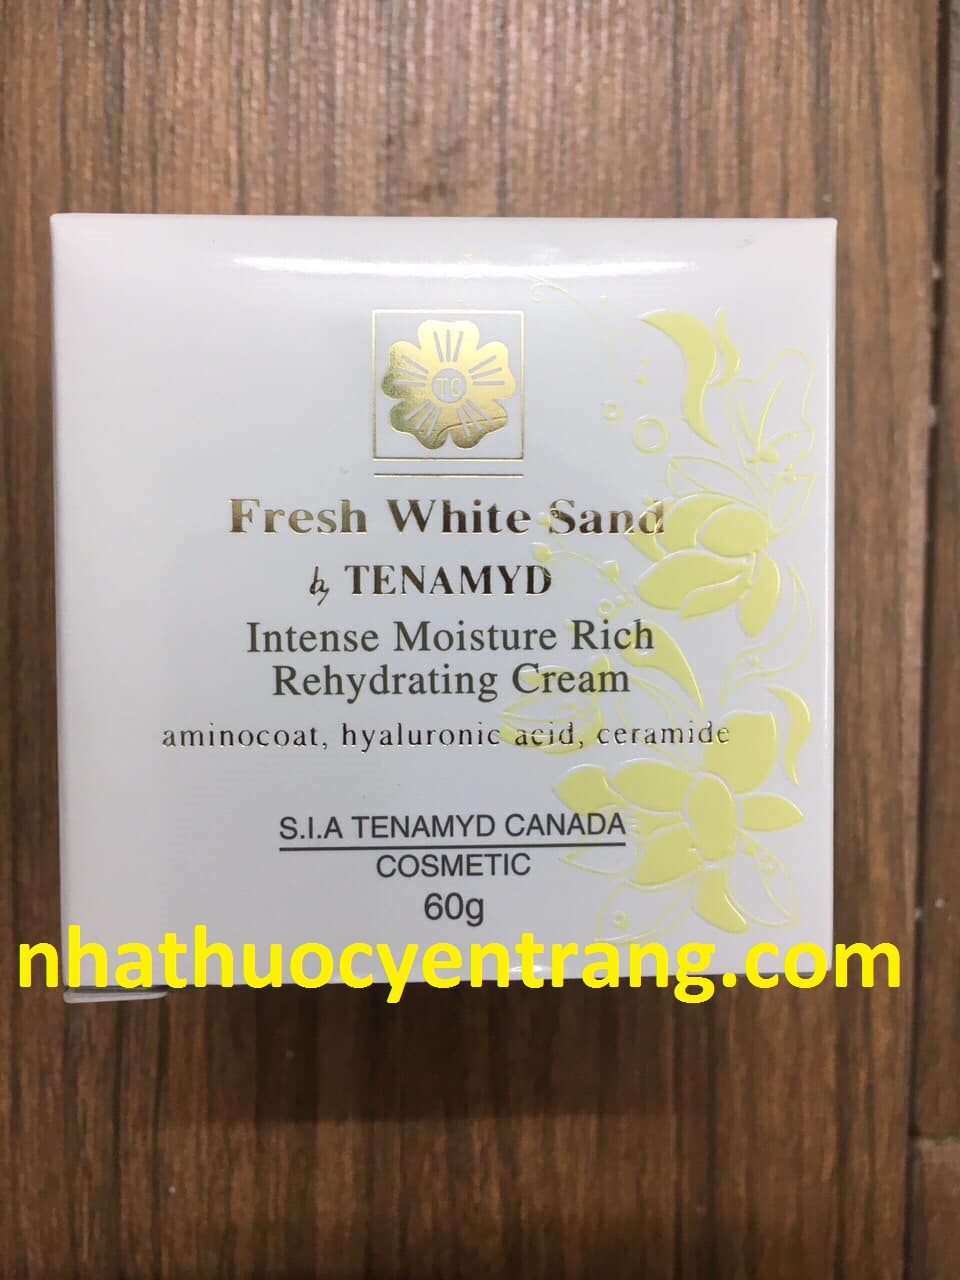 TC
Fresh White Sand
by TENAMYD
Intense Moisture Rich
Rehydrating Cream
aminocoat, hyaluronic acid, ceramide
S.I.A TENAMYD CANADA
COSMETIC
60g
nhathuocyentrang.com